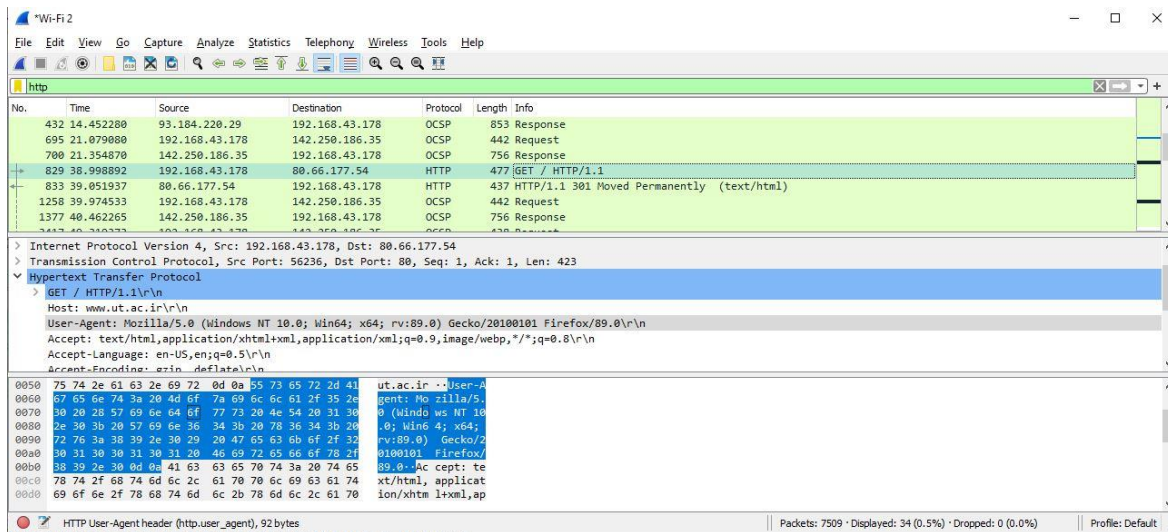 *Wi-Fi 2
File Edit View Go Capture Analyze Statistics Telephony Wireless Tools Help
http
No. Time Source Destination Protocol Length Info
432 14.452280 93.184.220.29 192.168.43.178 OCSP 853 Response
695 21.079080 192.168.43.178 142.250.186.35 OCSP 442 Request
700 21.354870 142.250.186.35 192.168.43.178 OCSP 756 Response
829 38.998892 192.168.43.178 80.66.177.54 HTTP 477 GET / HTTP/1.1
833 39.051937 80.66.177.54 192.168.43.178 HTTP 437 HTTP/1.1 301 Moved Permanently (text/html)
1258 39.974533 192.168.43.178 142.250.186.35 OCSP 442 Request
1377 40.462265 142.250.186.35 192.168.43.178 OCSP 756 Response
> Internet Protocol Version 4, Src: 192.168.43.178, Dst: 80.66.177.54
> Transmission Control Protocol, Src Port: 56236, Dst Port: 80, Seq: 1, Ack: 1, Len: 423
Hypertext Transfer Protocol
> GET / HTTP/1.1\r\n
Host: www.ut.ac.ir\r\n
User-Agent: Mozilla/5.0 (Windows NT 10.0; Win64; x64; rv:89.0) Gecko/20100101 Firefox/89.0\r\n
Accept: text/html,application/xhtml+xml,application/xml;q=0.9,image/webp,*/*;q=0.8\r\n
Accept-Language: en-US,en;q=0.5\r\n
Accept-Encoding: gzip, deflate\r\n
0050 75 74 2e 61 63 2e 69 72 0d 0a 55 73 65 72 2d 41 ut.ac.ir ··User-A
0060 67 65 6e 74 3a 20 4d 6f 7a 69 6c 6c 61 2f 35 2e gent: Mo zilla/5.
0070 30 20 28 57 69 6e 64 6f 77 73 20 4e 54 20 31 30 0 (Windo ws NT 10
0080 2e 30 3b 20 57 69 6e 36 34 3b 20 78 36 34 3b 20 .0; Win6 4; x64;
0090 72 76 3a 38 39 2e 30 29 20 47 65 63 6b 6f 2f 32 rv:89.0) Gecko/2
00a0 30 31 30 30 31 30 31 20 46 69 72 65 66 6f 78 2f 0100101 Firefox/
00b0 38 39 2e 30 0d 0a 41 63 63 65 70 74 3a 20 74 65 89.0··Ac cept: te
00c0 78 74 2f 68 74 6d 6c 2c 61 70 70 6c 69 63 61 74 xt/html, applicat
00d0 69 6f 6e 2f 78 68 74 6d 6c 2b 78 6d 6c 2c 61 70 ion/xhtm l+xml,ap
HTTP User-Agent header (http.user_agent), 92 bytes
Packets: 7509 · Displayed: 34 (0.5%) · Dropped: 0 (0.0%)
Profile: Default